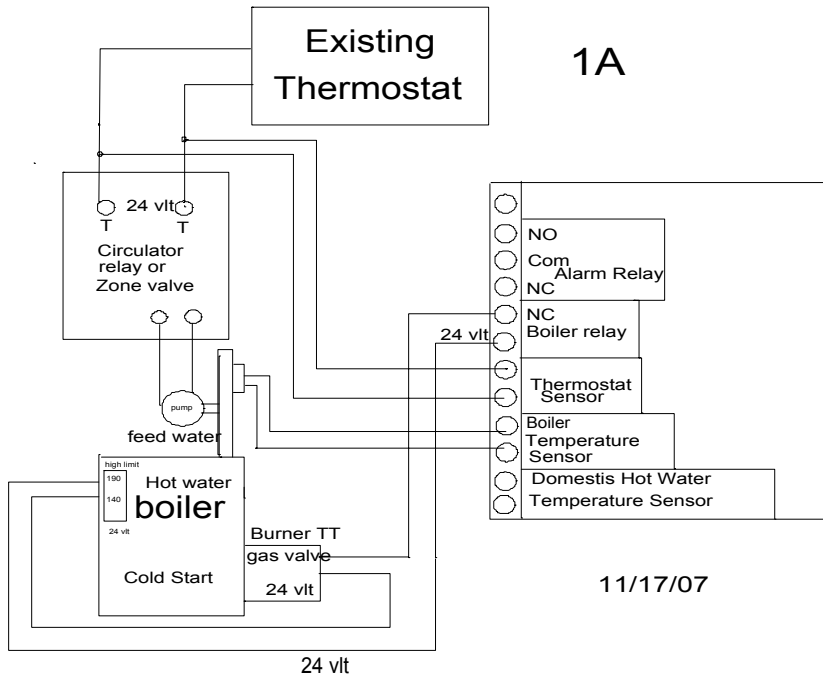 Existing
Thermostat
1A
24 vlt
T
T
Circulator
relay or
Zone valve
NO
Com
Alarm Relay
NC
NC
Boiler relay
24 vlt
Thermostat
Sensor
Boiler
Temperature
Sensor
Domestis Hot Water
Temperature Sensor
pump
feed water
high limit
190
140
24 vlt
Hot water
boiler
Cold Start
Burner TT
gas valve
24 vlt
11/17/07
24 vlt